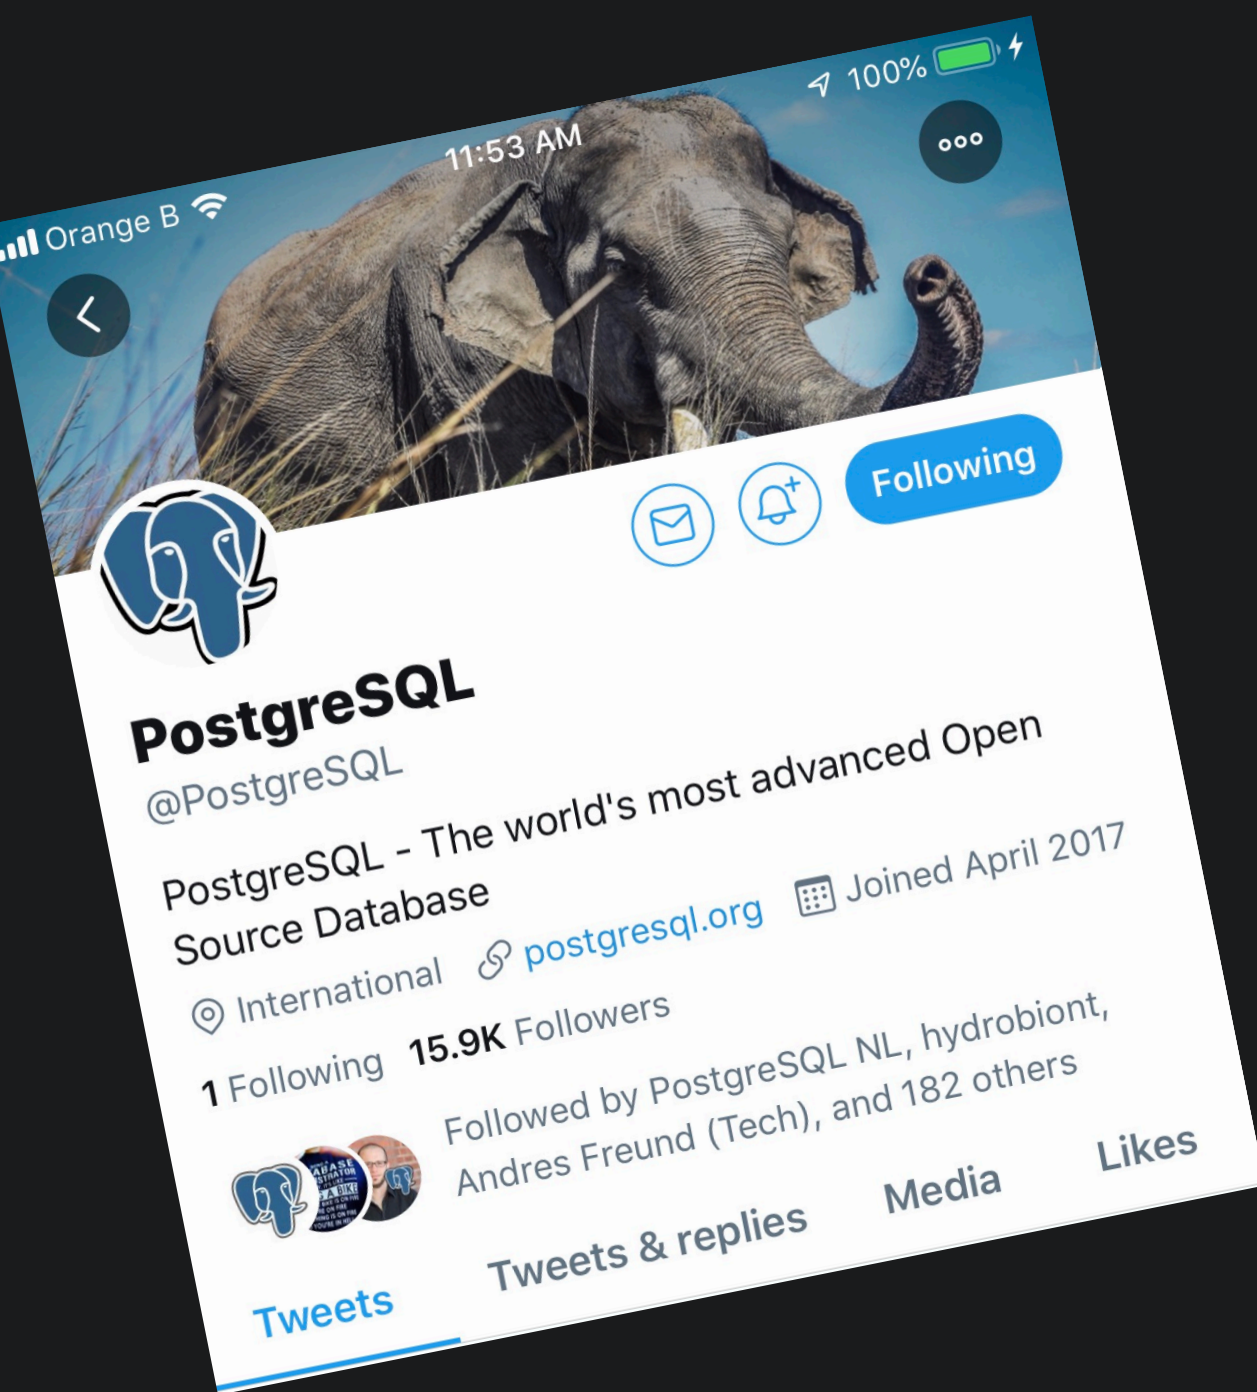 Orange B 11:53 AM 100%
Following
PostgreSQL
@PostgreSQL
PostgreSQL - The world's most advanced Open
Source Database
International postgresql.org Joined April 2017
1 Following 15.9K Followers
Followed by PostgreSQL NL, hydrobiont,
Andres Freund (Tech), and 182 others
Tweets Tweets & replies Media Likes